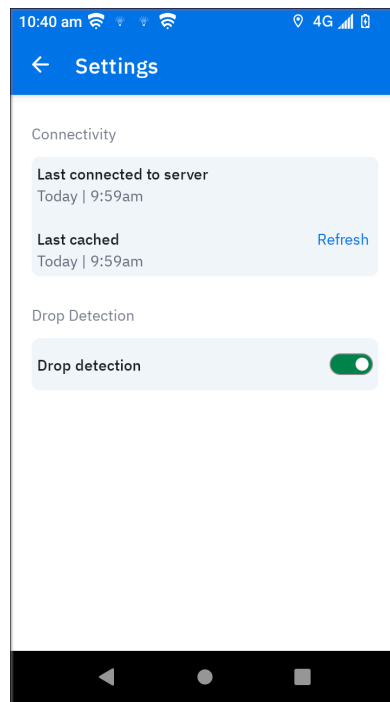 10:40 am 4G
Settings
Connectivity
Last connected to server
Today | 9:59am
Last cached
Refresh
Today | 9:59am
Drop Detection
Drop detection